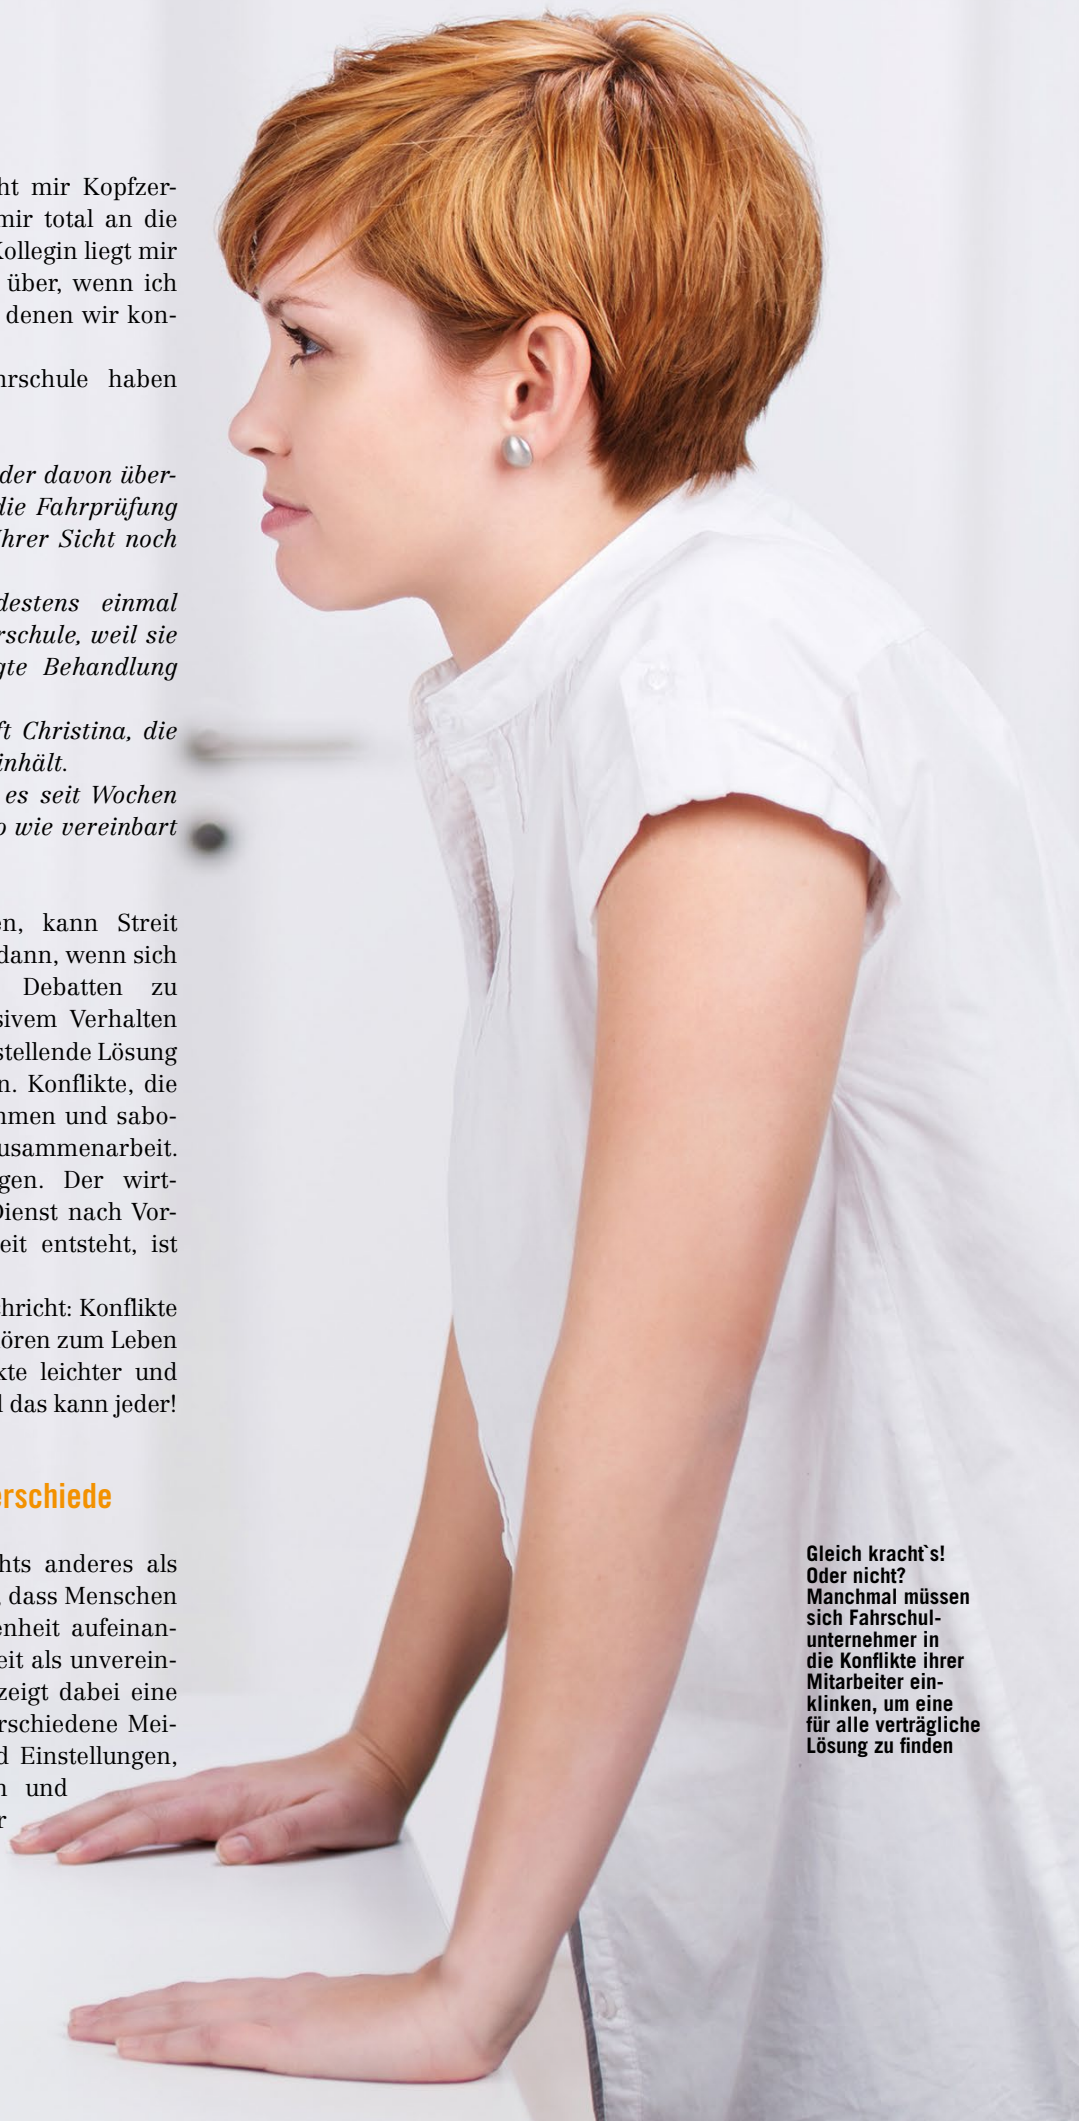 ht mir Kopfzer-
mir total an die
Kollegin liegt mir
über, wenn ich
denen wir kon-
hrschule haben
der davon über-
die Fahrprüfung
Ihrer Sicht noch
destens einmal
rschule, weil sie
gte Behandlung
ft Christina, die
inhält.
es seit Wochen
o wie vereinbart
en, kann Streit
dann, wenn sich
Debatten zu
sivem Verhalten
stellende Lösung
n. Konflikte, die
mmen und sabo-
usammenarbeit.
gen. Der wirt-
Dienst nach Vor-
eit entsteht, ist
hricht: Konflikte
ören zum Leben
kte leichter und
d das kann jeder!
erschiede
hts anderes als
, dass Menschen
enheit aufeinan-
eit als unverein-
zeigt dabei eine
rschiedene Mei-
d Einstellungen,
n und
r
Gleich kracht`s!
Oder nicht?
Manchmal müssen
sich Fahrschul-
unternehmer in
die Konflikte ihrer
Mitarbeiter ein-
klinken, um eine
für alle verträgliche
Lösung zu finden